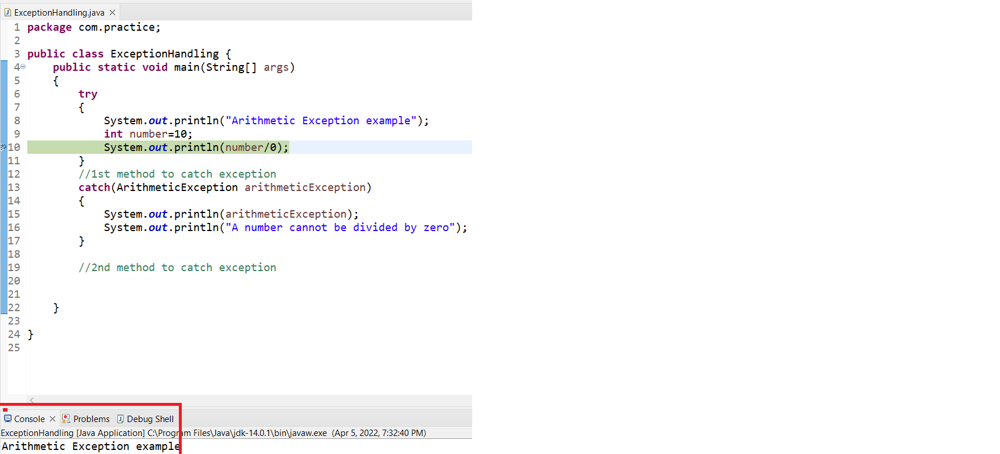 ExceptionHandling.java
1 package com.practice;
2
3 public class ExceptionHandling {
4 public static void main(String[] args)
5 {
6 try
7 {
8 System.out.println("Arithmetic Exception example");
9 int number=10;
10 System.out.println(number/0);
11 }
12 //1st method to catch exception
13 catch(ArithmeticException arithmeticException)
14 {
15 System.out.println(arithmeticException);
16 System.out.println("A number cannot be divided by zero");
17 }
18
19 //2nd method to catch exception
20
21
22 }
23
24 }
25
Console Problems Debug Shell
ExceptionHandling [Java Application] C:\Program Files\Java\jdk-14.0.1\bin\javaw.exe (Apr 5, 2022, 7:32:40 PM)
Arithmetic Exception example